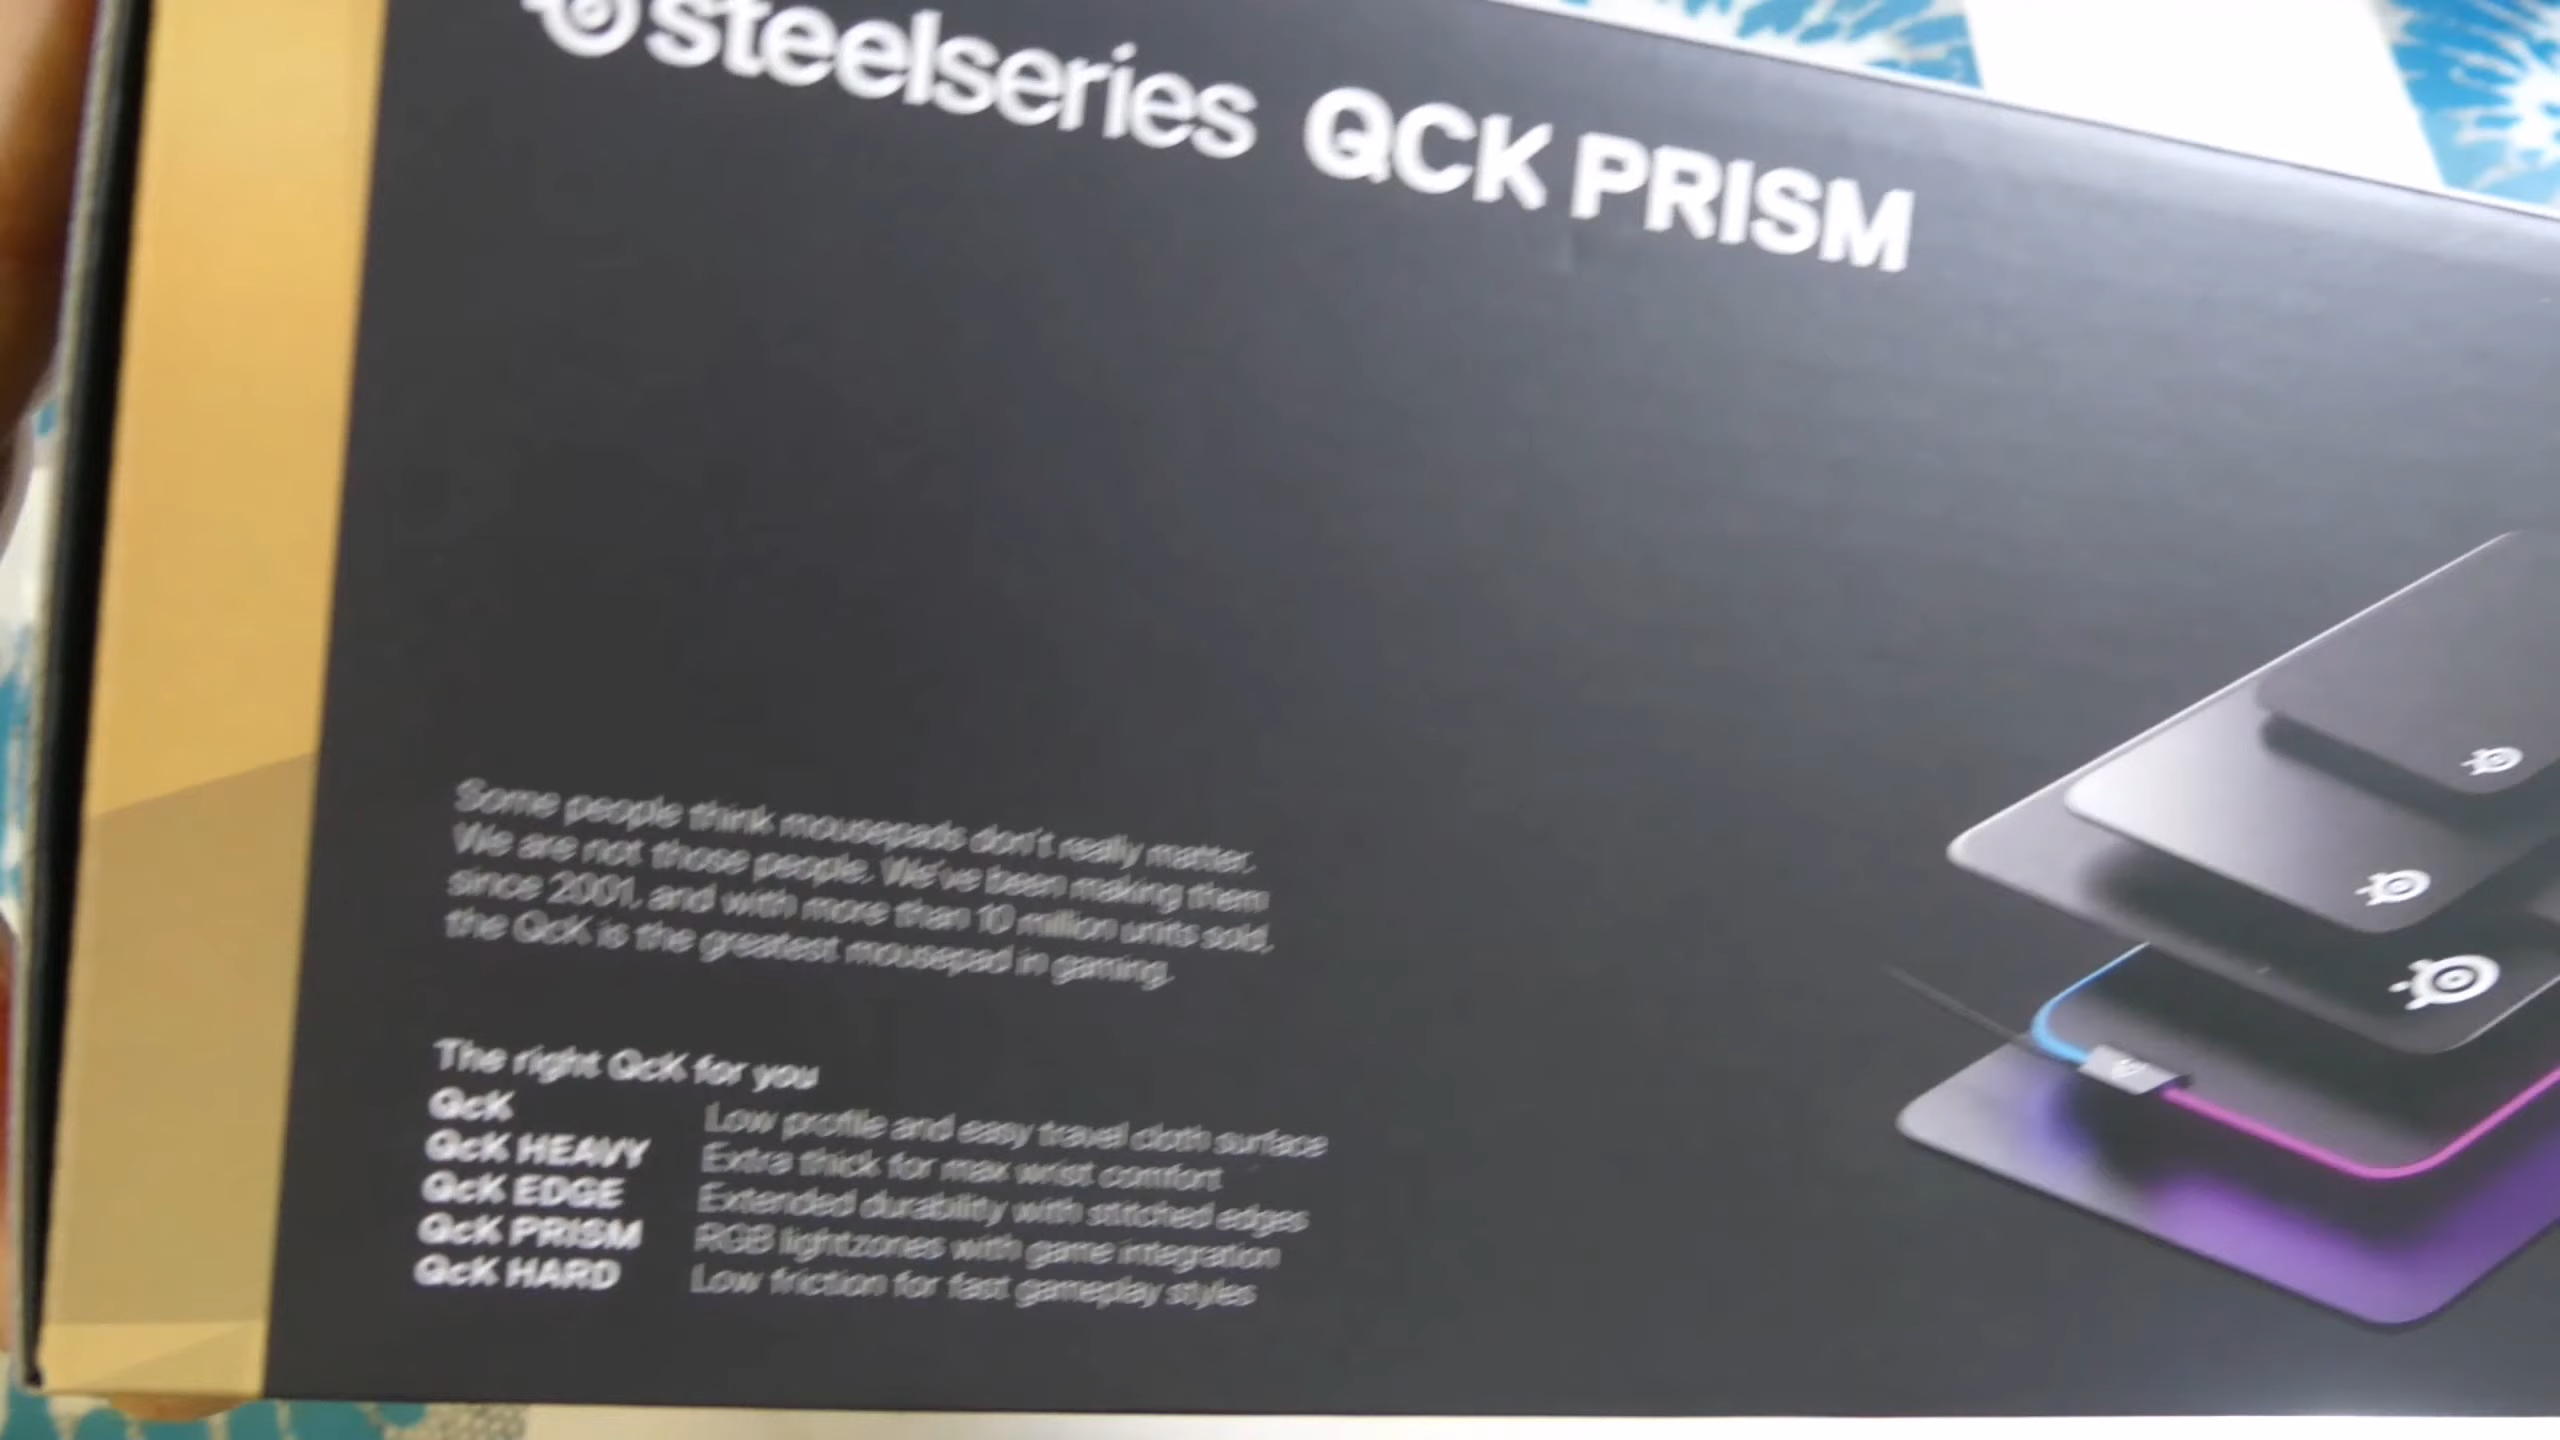 steelseries QCK PRISM
Some people think mousepads don't really matter.
We are not those people. We've been making them
since 2001, and with more than 10 million units sold,
the QcK is the greatest mousepad in gaming.
The right QcK for you
QcK Low profile and easy travel cloth surface
QcK HEAVY Extra thick for max wrist comfort
QcK EDGE Extended durability with stitched edges
QcK PRISM RGB lightzones with game integration
QcK HARD Low friction for fast gameplay styles